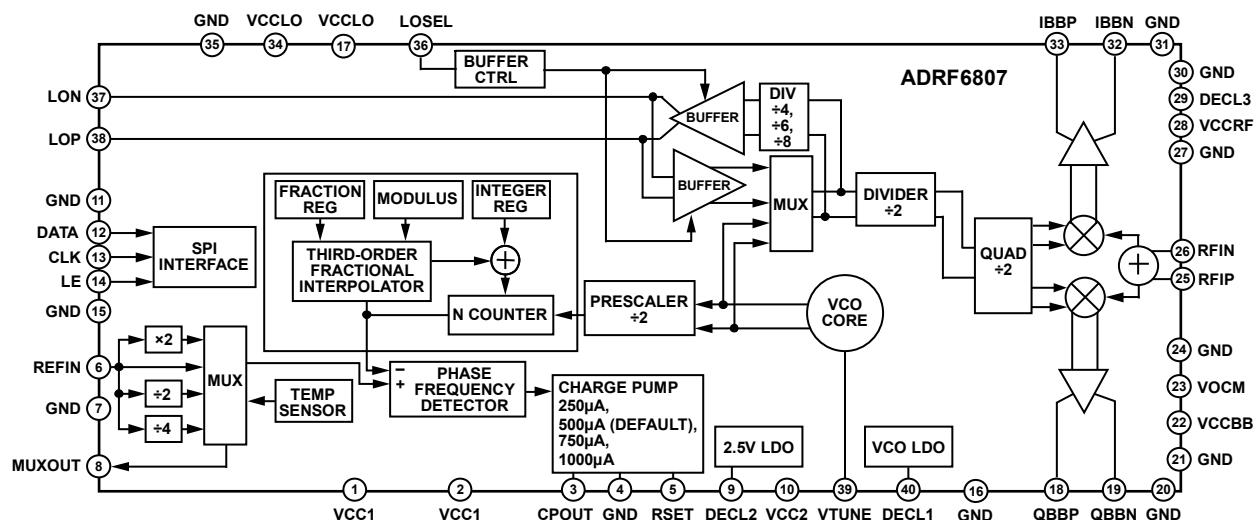 GND VCCLO VCCLO LOSEL IBBP IBBN GND
35 34 17 36 33 32 31
BUFFER
CTRL
ADRF6807
30 GND
29 DECL3
28 VCCRF
27 GND
LON 37
LOP 38
BUFFER
DIV
÷4,
÷6,
÷8
BUFFER
MUX
DIVIDER
÷2
QUAD
÷2
FRACTION
REG
MODULUS
INTEGER
REG
THIRD-ORDER
FRACTIONAL
INTERPOLATOR
+
N COUNTER
PRESCALER
÷2
VCO
CORE
+
26 RFIN
25 RFIP
GND 11
DATA 12
CLK 13
LE 14
GND 15
SPI
INTERFACE
REFIN 6
GND 7
MUXOUT 8
×2
÷2
÷4
MUX
TEMP
SENSOR
−
+
PHASE
FREQUENCY
DETECTOR
CHARGE PUMP
250µA,
500µA (DEFAULT),
750µA,
1000µA
2.5V LDO
VCO LDO
24 GND
23 VOCM
22 VCCBB
21 GND
1 2 3 4 5 9 10 39 40 16 18 19 20
VCC1 VCC1 CPOUT GND RSET DECL2 VCC2 VTUNE DECL1 GND QBBP QBBN GND